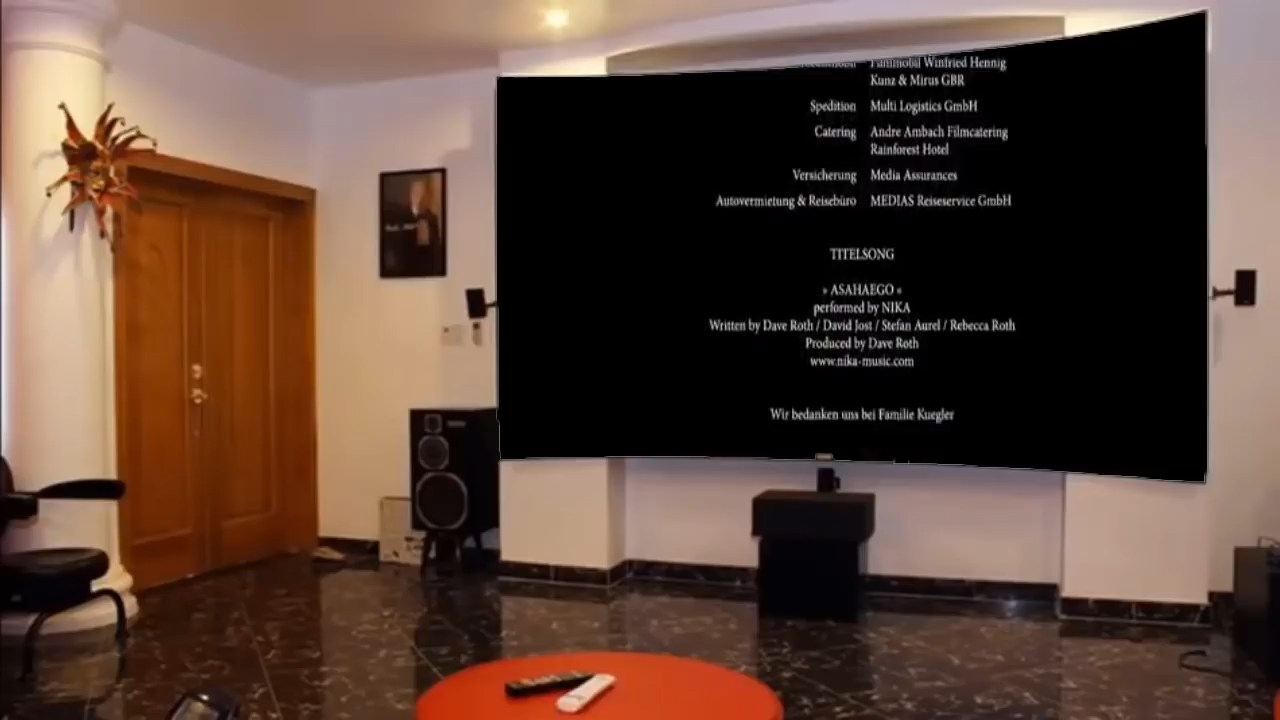 Winfried Hennig
Kunz & Mirus GBR
Spedition Multi Logistics GmbH
Catering Andre Ambach Filmcatering
Rainforest Hotel
Versicherung Media Assurances
Autovermietung & Reisebüro MEDIAS Reiseservice GmbH
TITELSONG
» ASAHAEGO «
performed by NIKA
Written by Dave Roth / David Jost / Stefan Aurel / Rebecca Roth
Produced by Dave Roth
www.nika-music.com
Wir bedanken uns bei Familie Kuegler